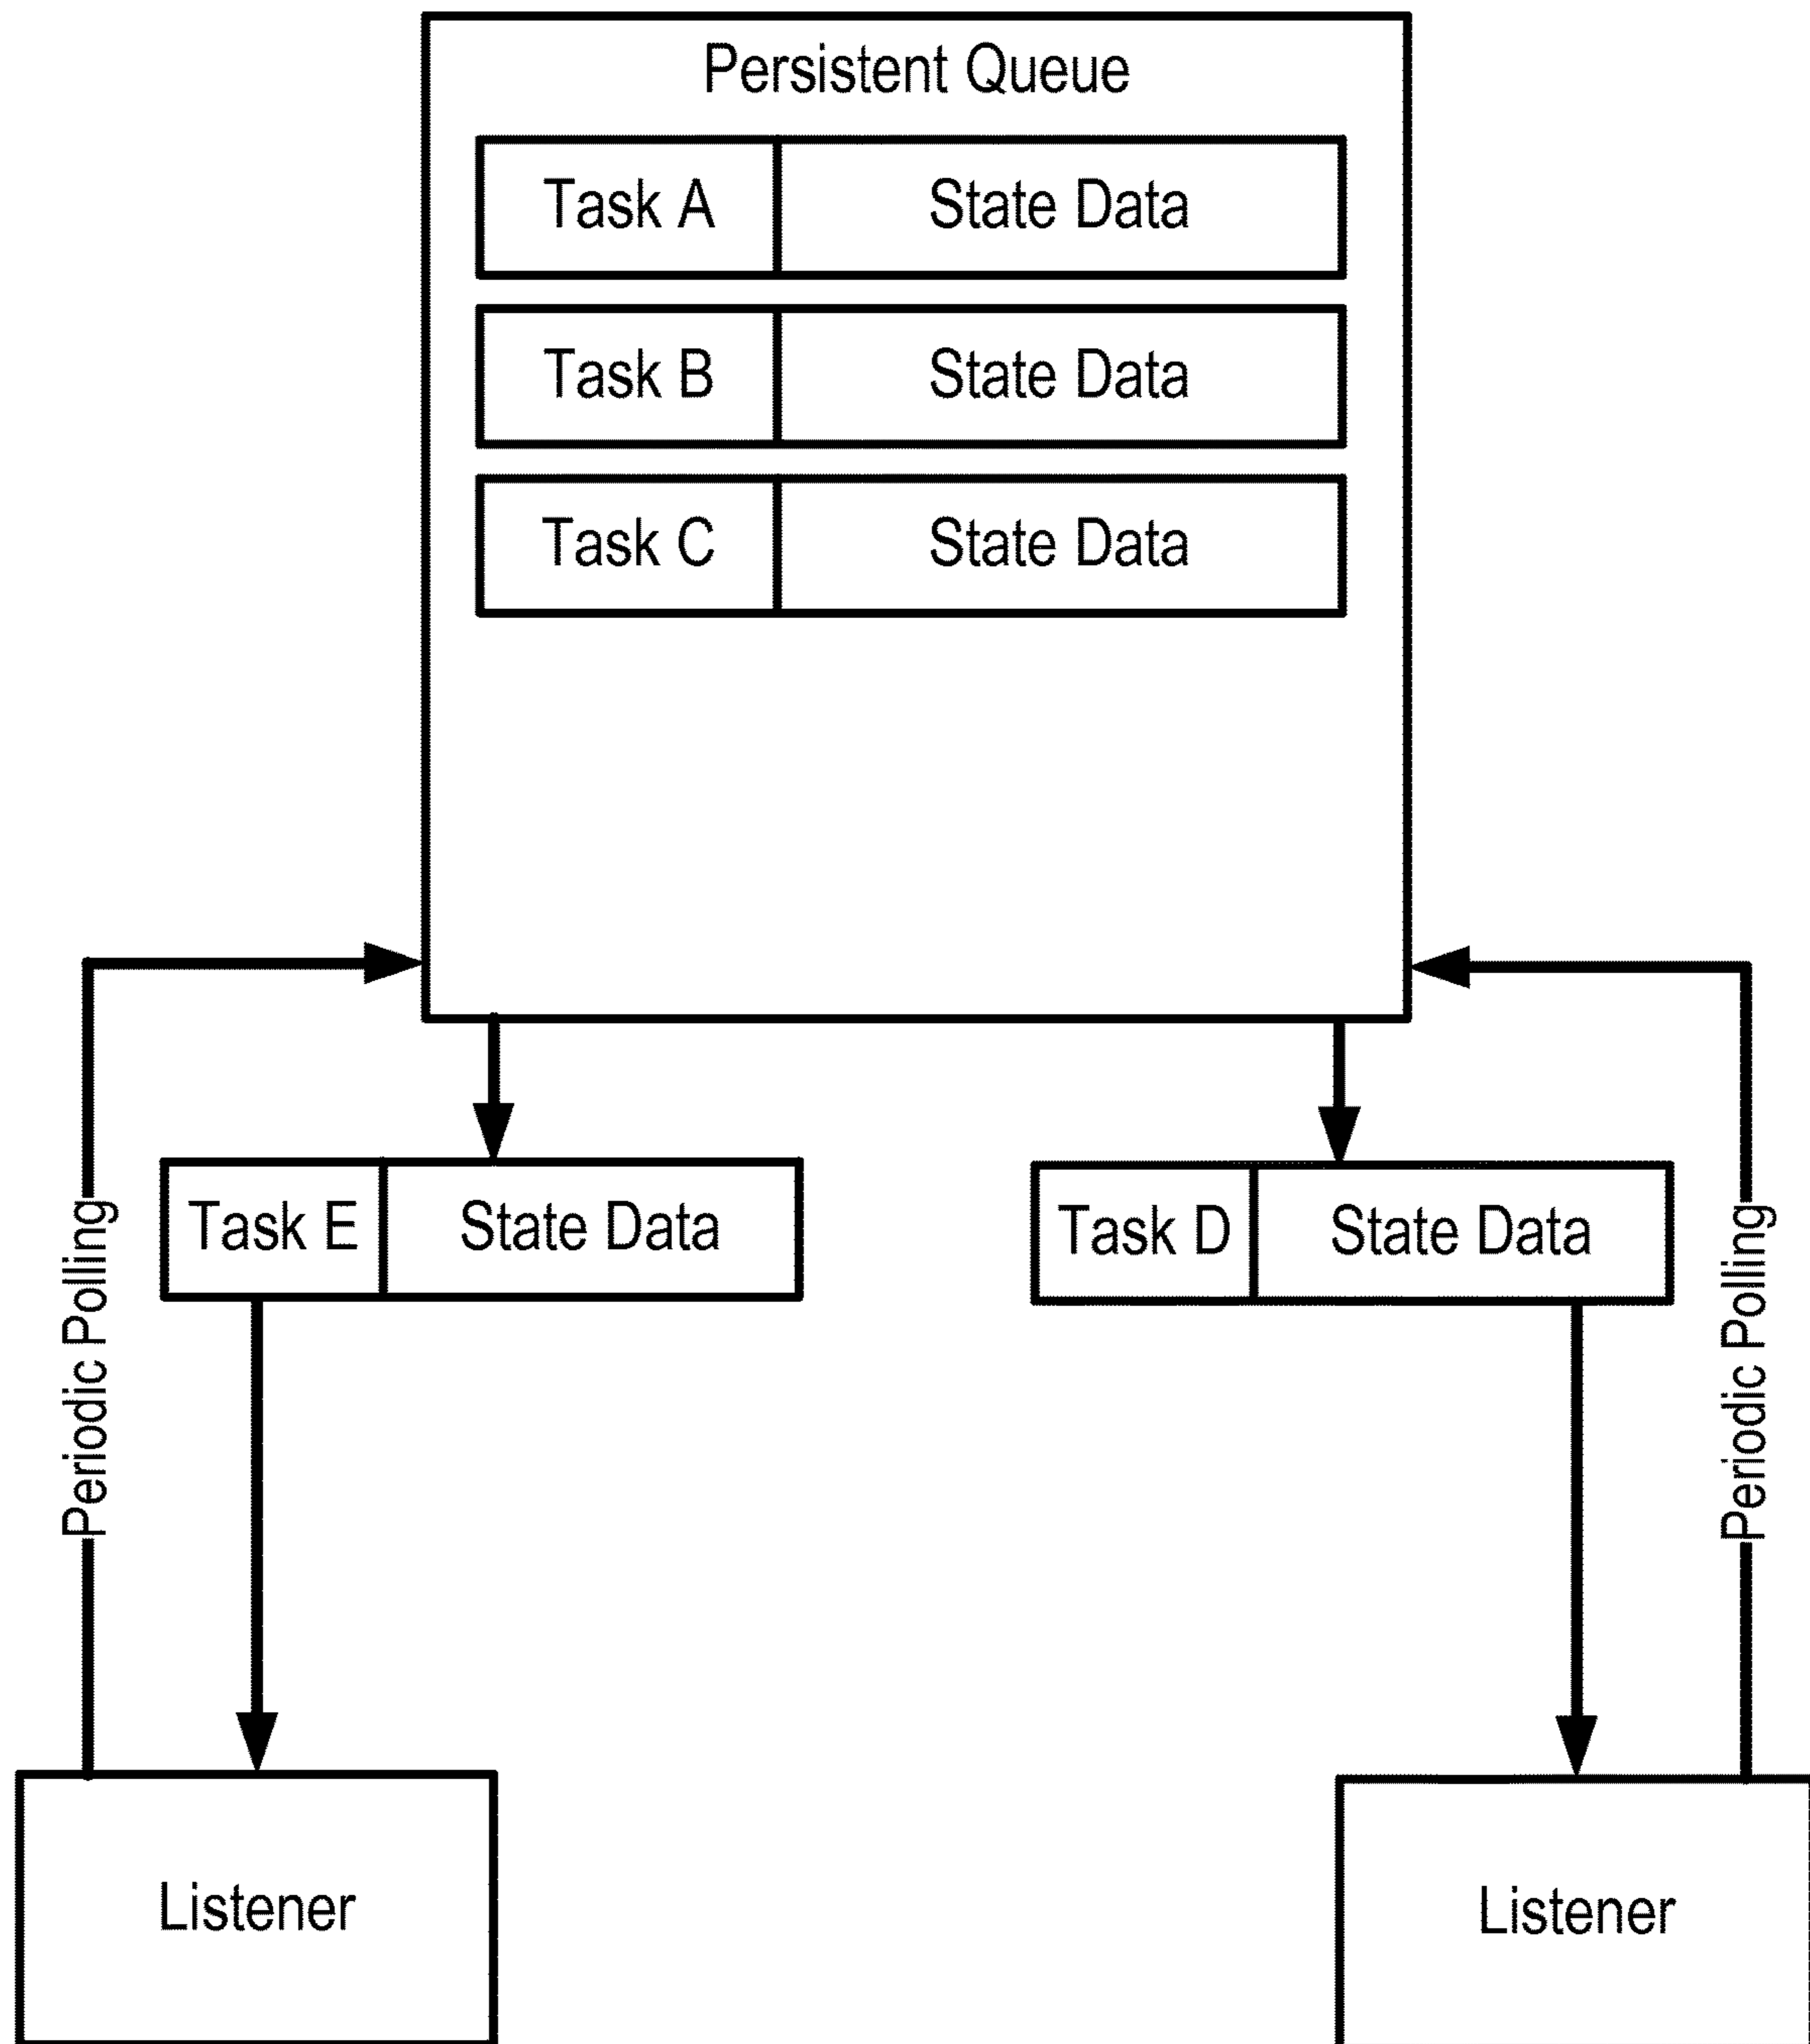 Persistent Queue
Task A State Data
Task B State Data
Task C State Data
Task E State Data
Task D State Data
Periodic Polling
Periodic Polling
Listener
Listener